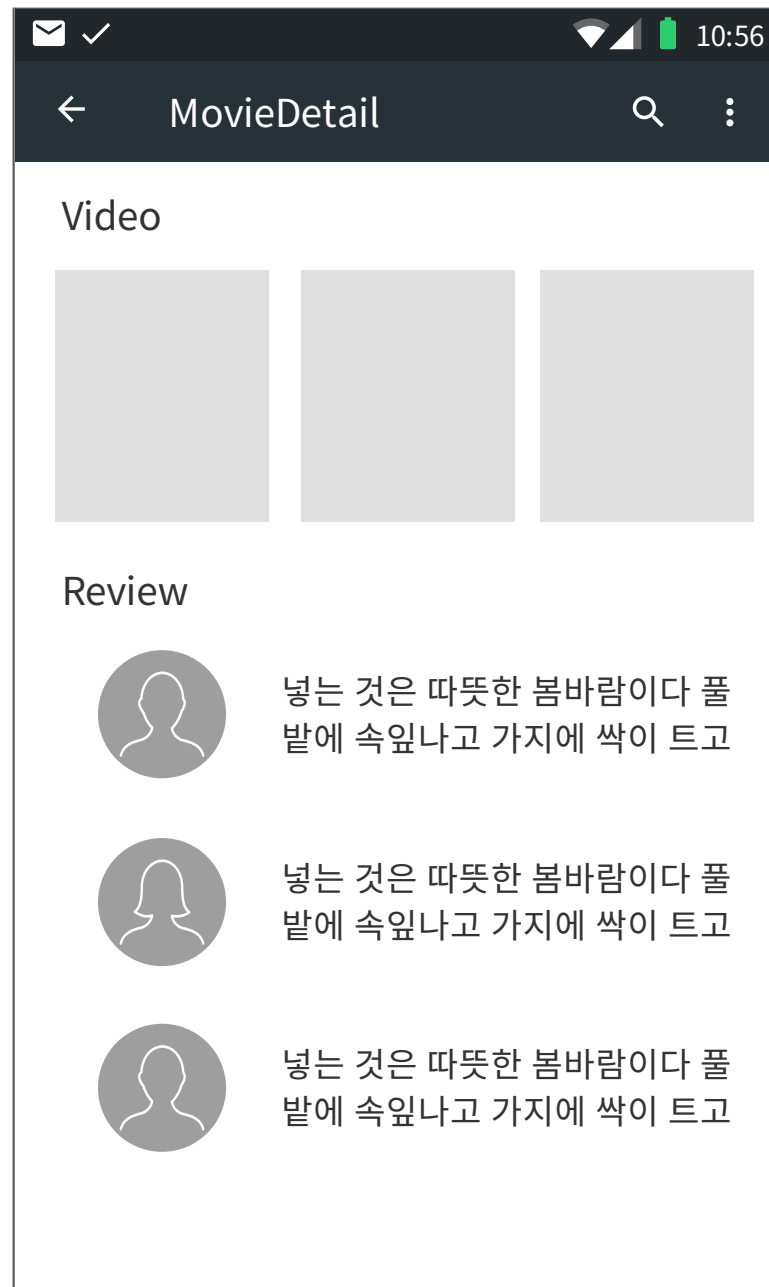 10:56
MovieDetail
Video
Review
넣는 것은 따뜻한 봄바람이다 풀
밭에 속잎나고 가지에 싹이 트고
넣는 것은 따뜻한 봄바람이다 풀
밭에 속잎나고 가지에 싹이 트고
넣는 것은 따뜻한 봄바람이다 풀
밭에 속잎나고 가지에 싹이 트고